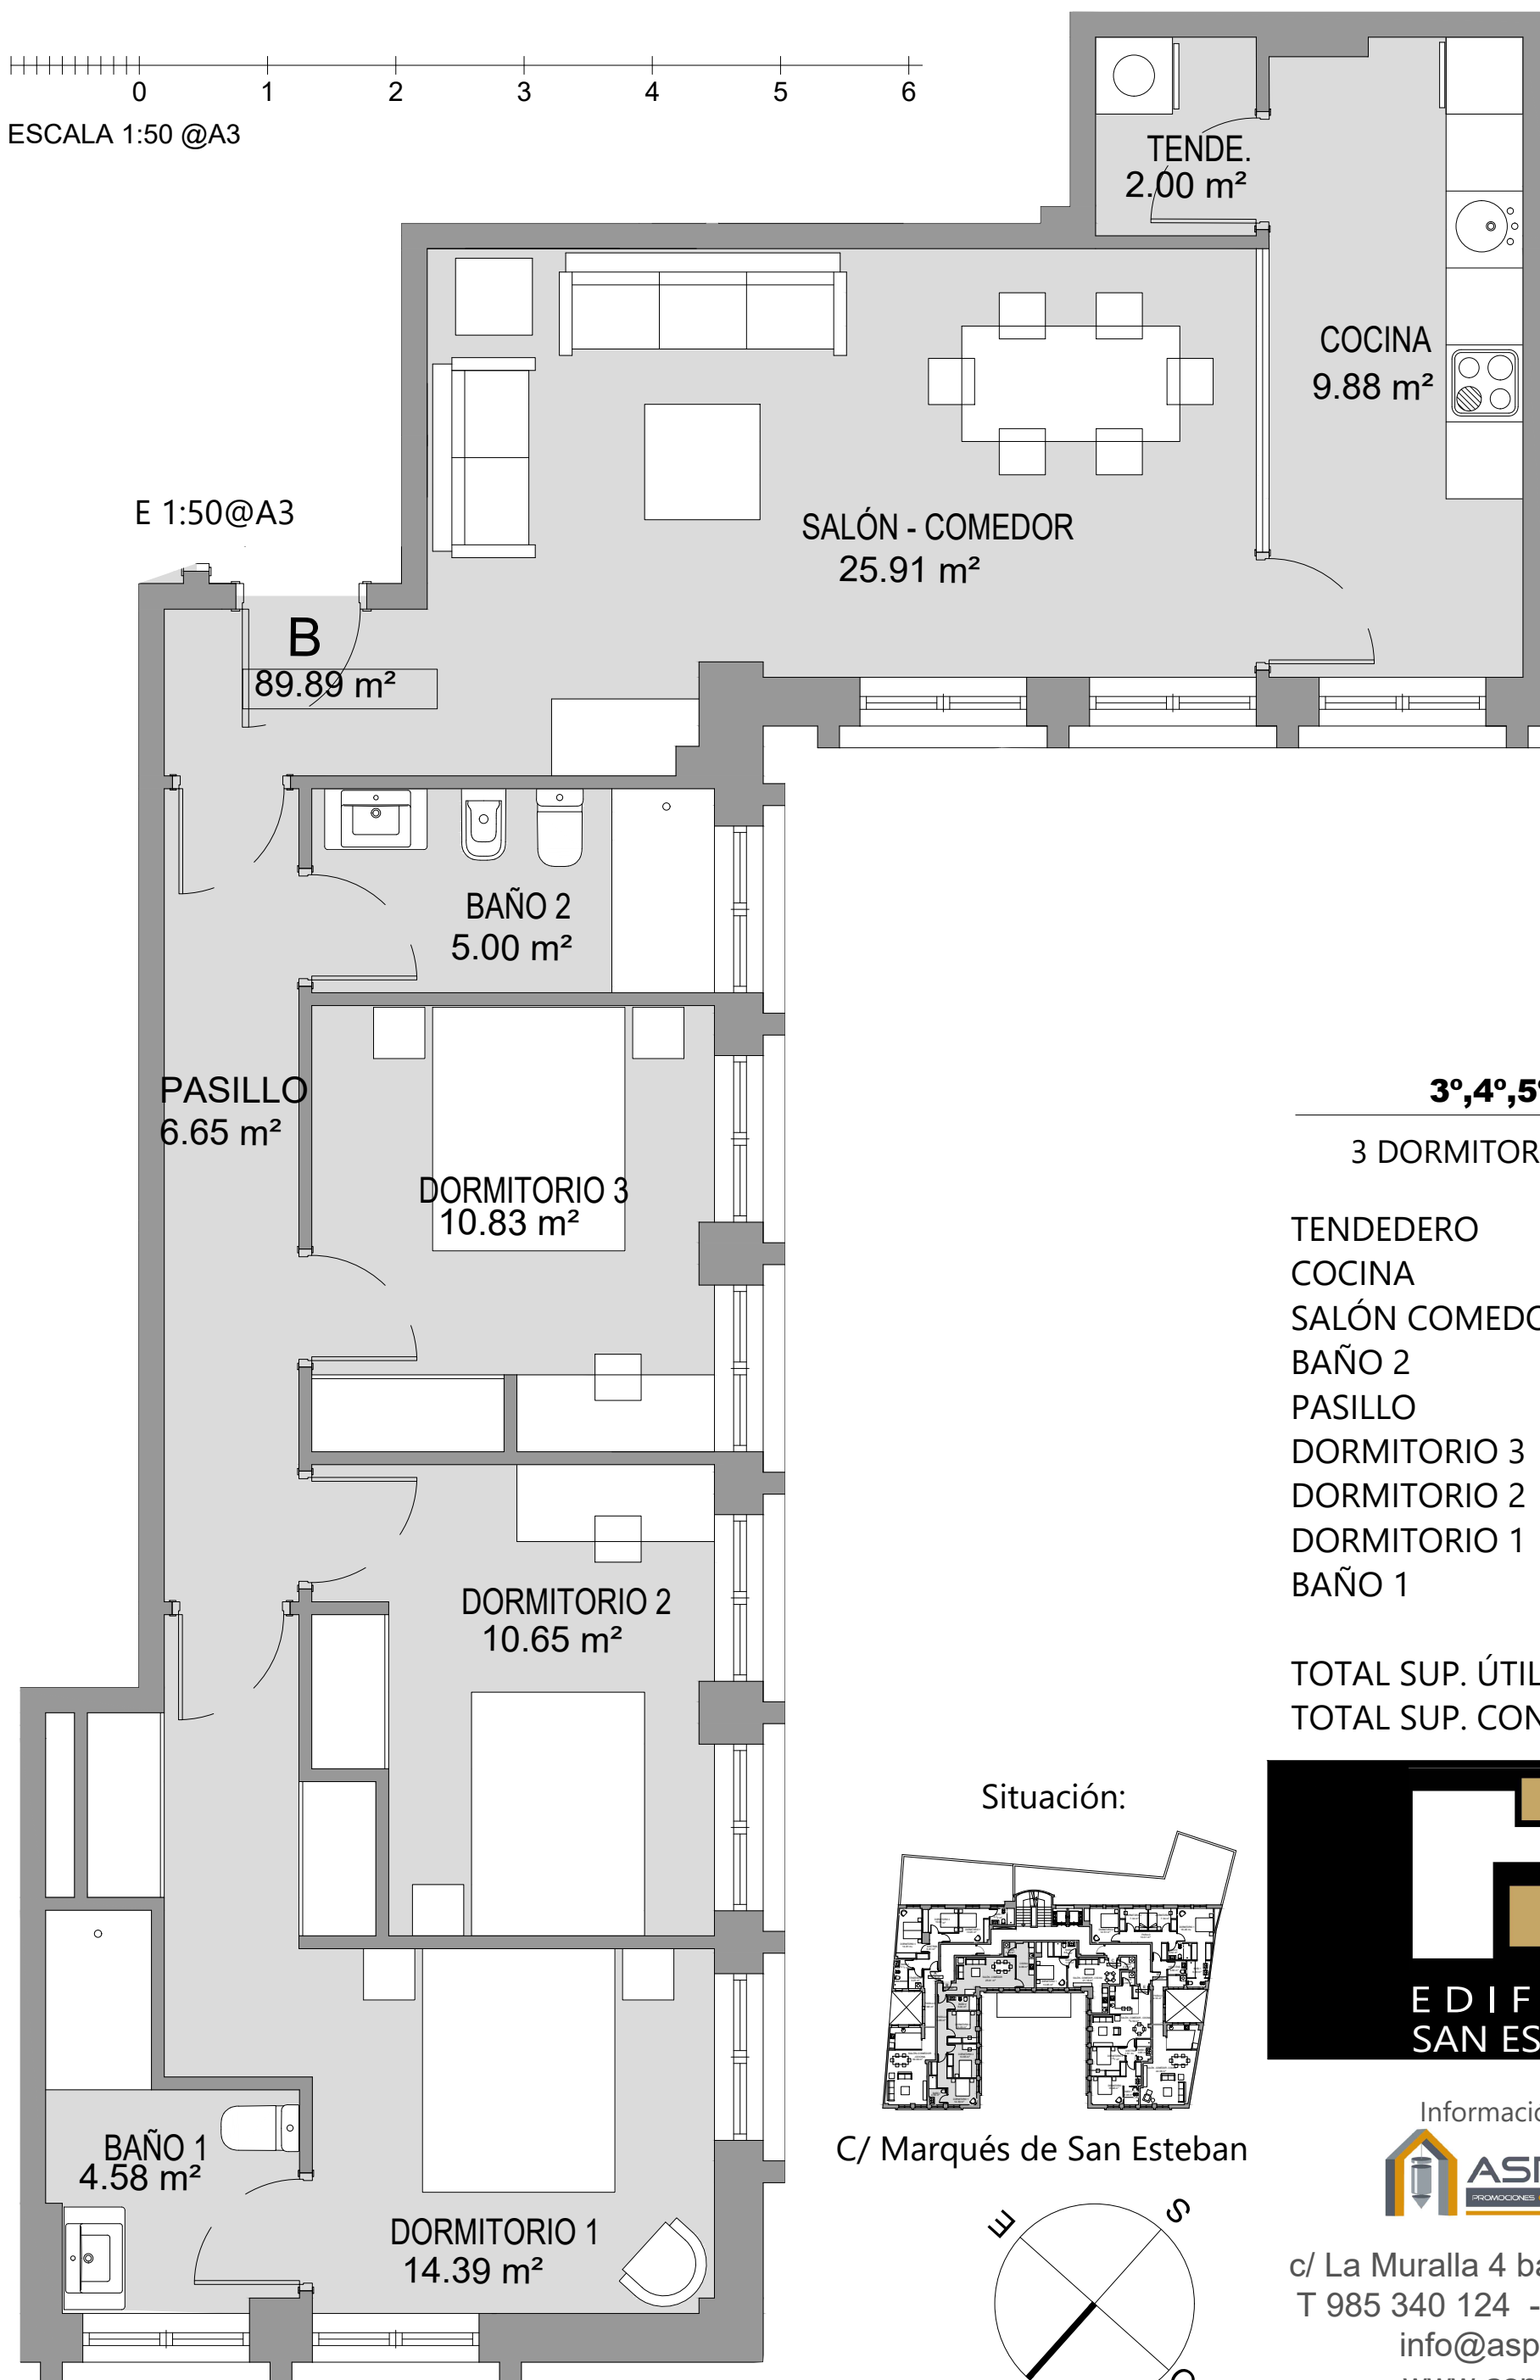 0 1 2 3 4 5 6
ESCALA 1:50 @A3
TENDE.
2.00 m²
COCINA
9.88 m²
E 1:50@A3
SALÓN - COMEDOR
25.91 m²
B
89.89 m²
BAÑO 2
5.00 m²
PASILLO
6.65 m²
DORMITORIO 3
10.83 m²
DORMITORIO 2
10.65 m²
BAÑO 1
4.58 m²
DORMITORIO 1
14.39 m²
3º,4º,5º
3 DORMITOR
TENDEDERO
COCINA
SALÓN COMEDO
BAÑO 2
PASILLO
DORMITORIO 3
DORMITORIO 2
DORMITORIO 1
BAÑO 1
TOTAL SUP. ÚTIL
TOTAL SUP. CON
Situación:
C/ Marqués de San Esteban
E
S
O
EDIF
SAN ES
Informació
AS
PROMOCIONES
c/ La Muralla 4 ba
T 985 340 124 -
info@asp